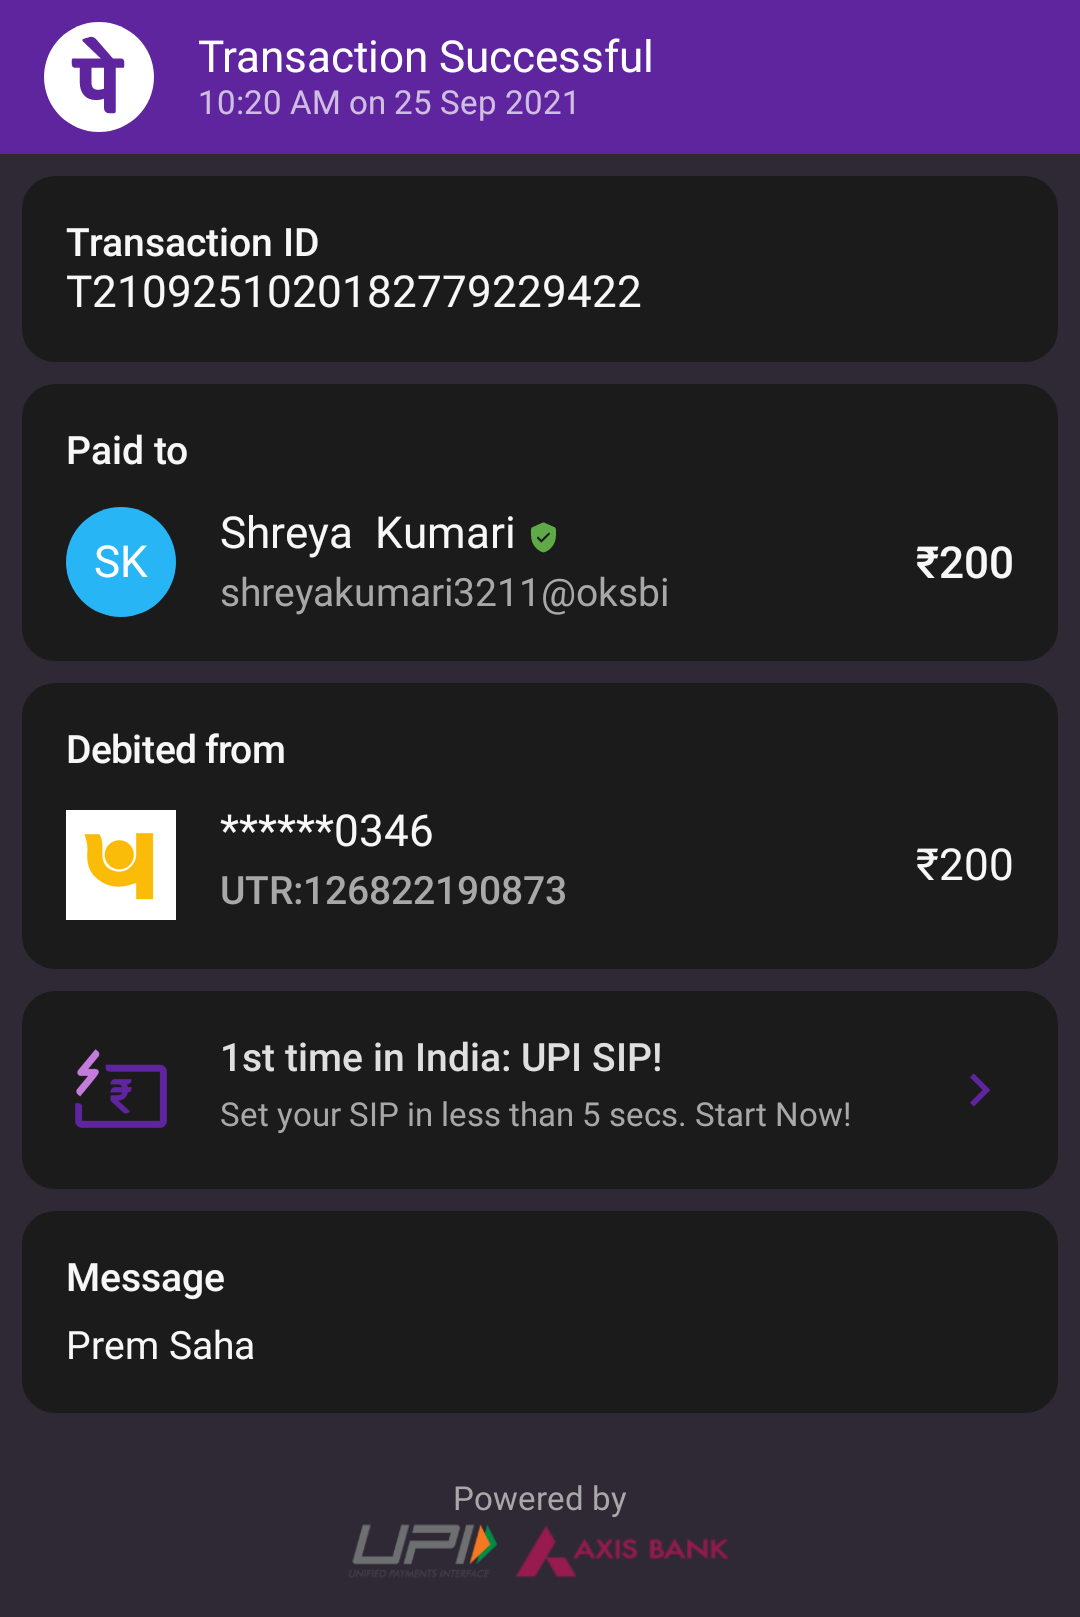 पे
Transaction Successful
10:20 AM on 25 Sep 2021
Transaction ID
T2109251020182779229422
Paid to
SK
Shreya  Kumari
shreyakumari3211@oksbi
₹200
Debited from
******0346
UTR:126822190873
₹200
1st time in India: UPI SIP!
Set your SIP in less than 5 secs. Start Now!
₹
Message
Prem Saha
Powered by
UPI
UNIFIED PAYMENTS INTERFACE
AXIS BANK